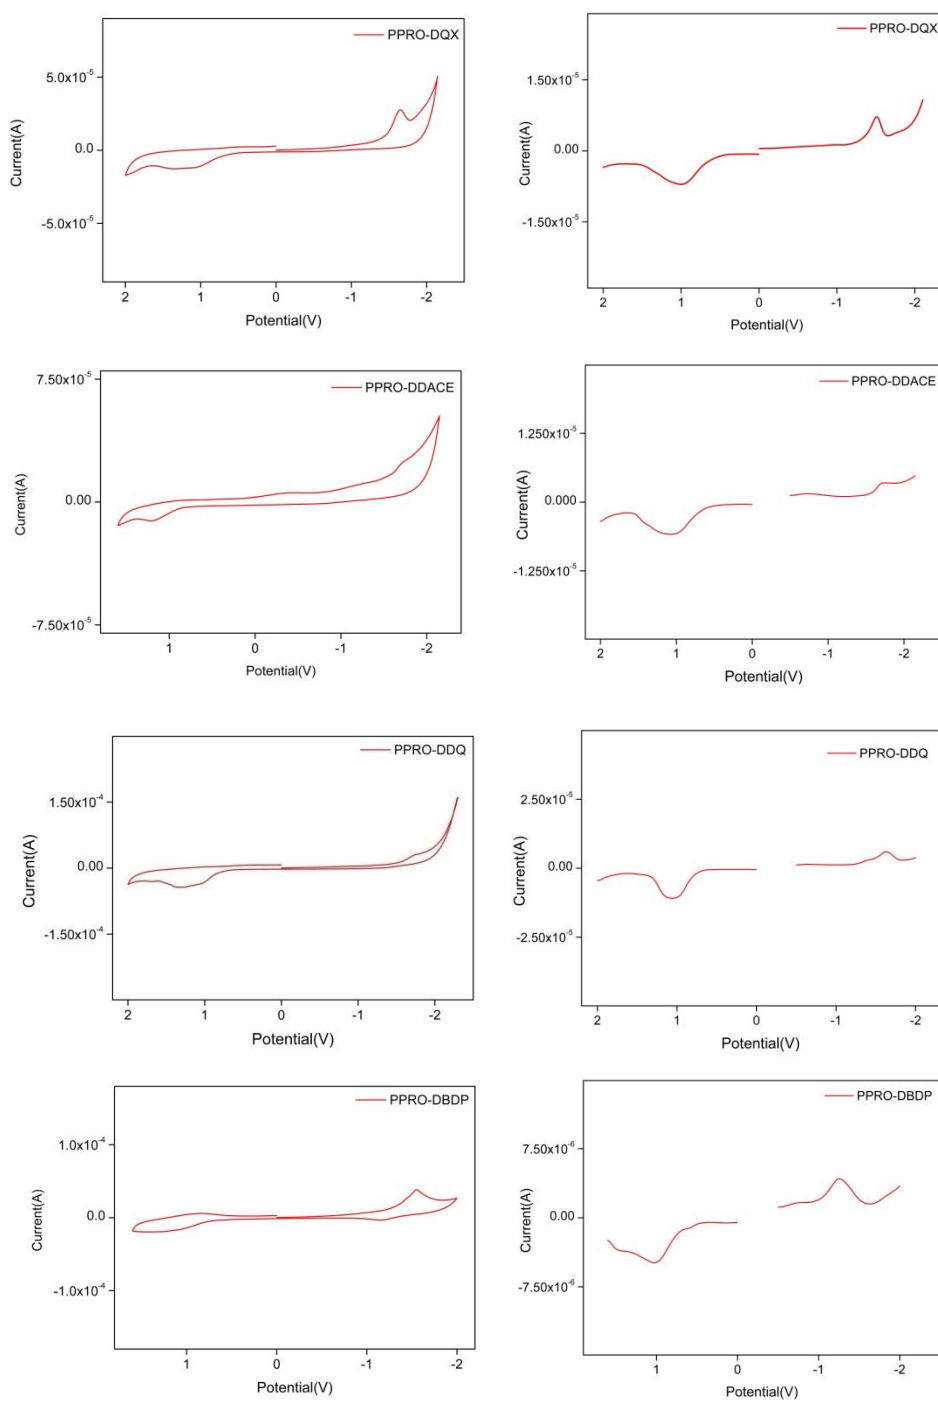 PPRO-DQX
5.0x10⁻⁵
0.0
-5.0x10⁻⁵
Current(A)
2 1 0 -1 -2
Potential(V)
PPRO-DQX
1.50x10⁻⁵
0.00
-1.50x10⁻⁵
Current(A)
2 1 0 -1 -2
Potential(V)
PPRO-DDACE
7.50x10⁻⁵
0.00
-7.50x10⁻⁵
Current(A)
1 0 -1 -2
Potential(V)
PPRO-DDACE
1.250x10⁻⁵
0.000
-1.250x10⁻⁵
Current(A)
2 1 0 -1 -2
Potential(V)
PPRO-DDQ
1.50x10⁻⁴
0.00
-1.50x10⁻⁴
Current(A)
2 1 0 -1 -2
Potential(V)
PPRO-DDQ
2.50x10⁻⁵
0.00
-2.50x10⁻⁵
Current(A)
2 1 0 -1 -2
Potential(V)
PPRO-DBDP
1.0x10⁻⁴
0.0
-1.0x10⁻⁴
Current(A)
1 0 -1 -2
Potential(V)
PPRO-DBDP
7.50x10⁻⁶
0.00
-7.50x10⁻⁶
Current(A)
1 0 -1 -2
Potential(V)